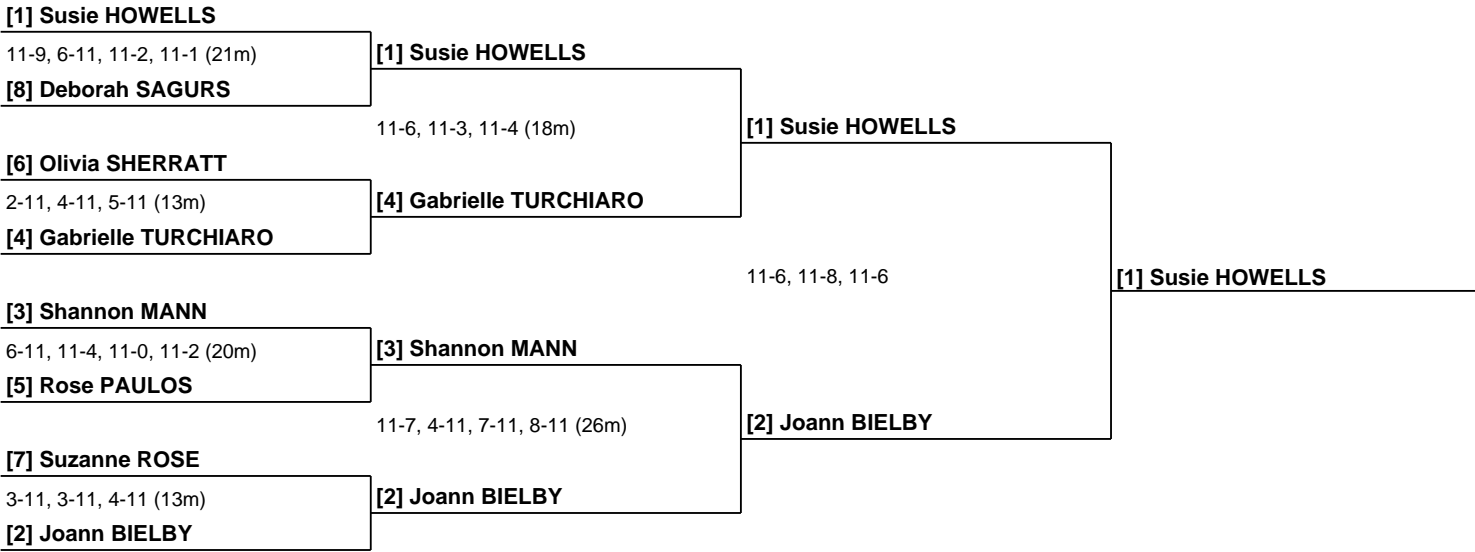 [1] Susie HOWELLS
11-9, 6-11, 11-2, 11-1 (21m)
[8] Deborah SAGURS
[6] Olivia SHERRATT
2-11, 4-11, 5-11 (13m)
[4] Gabrielle TURCHIARO
[3] Shannon MANN
6-11, 11-4, 11-0, 11-2 (20m)
[5] Rose PAULOS
[7] Suzanne ROSE
3-11, 3-11, 4-11 (13m)
[2] Joann BIELBY
[1] Susie HOWELLS
11-6, 11-3, 11-4 (18m)
[4] Gabrielle TURCHIARO
[3] Shannon MANN
11-7, 4-11, 7-11, 8-11 (26m)
[2] Joann BIELBY
[1] Susie HOWELLS
11-6, 11-8, 11-6
[2] Joann BIELBY
[1] Susie HOWELLS